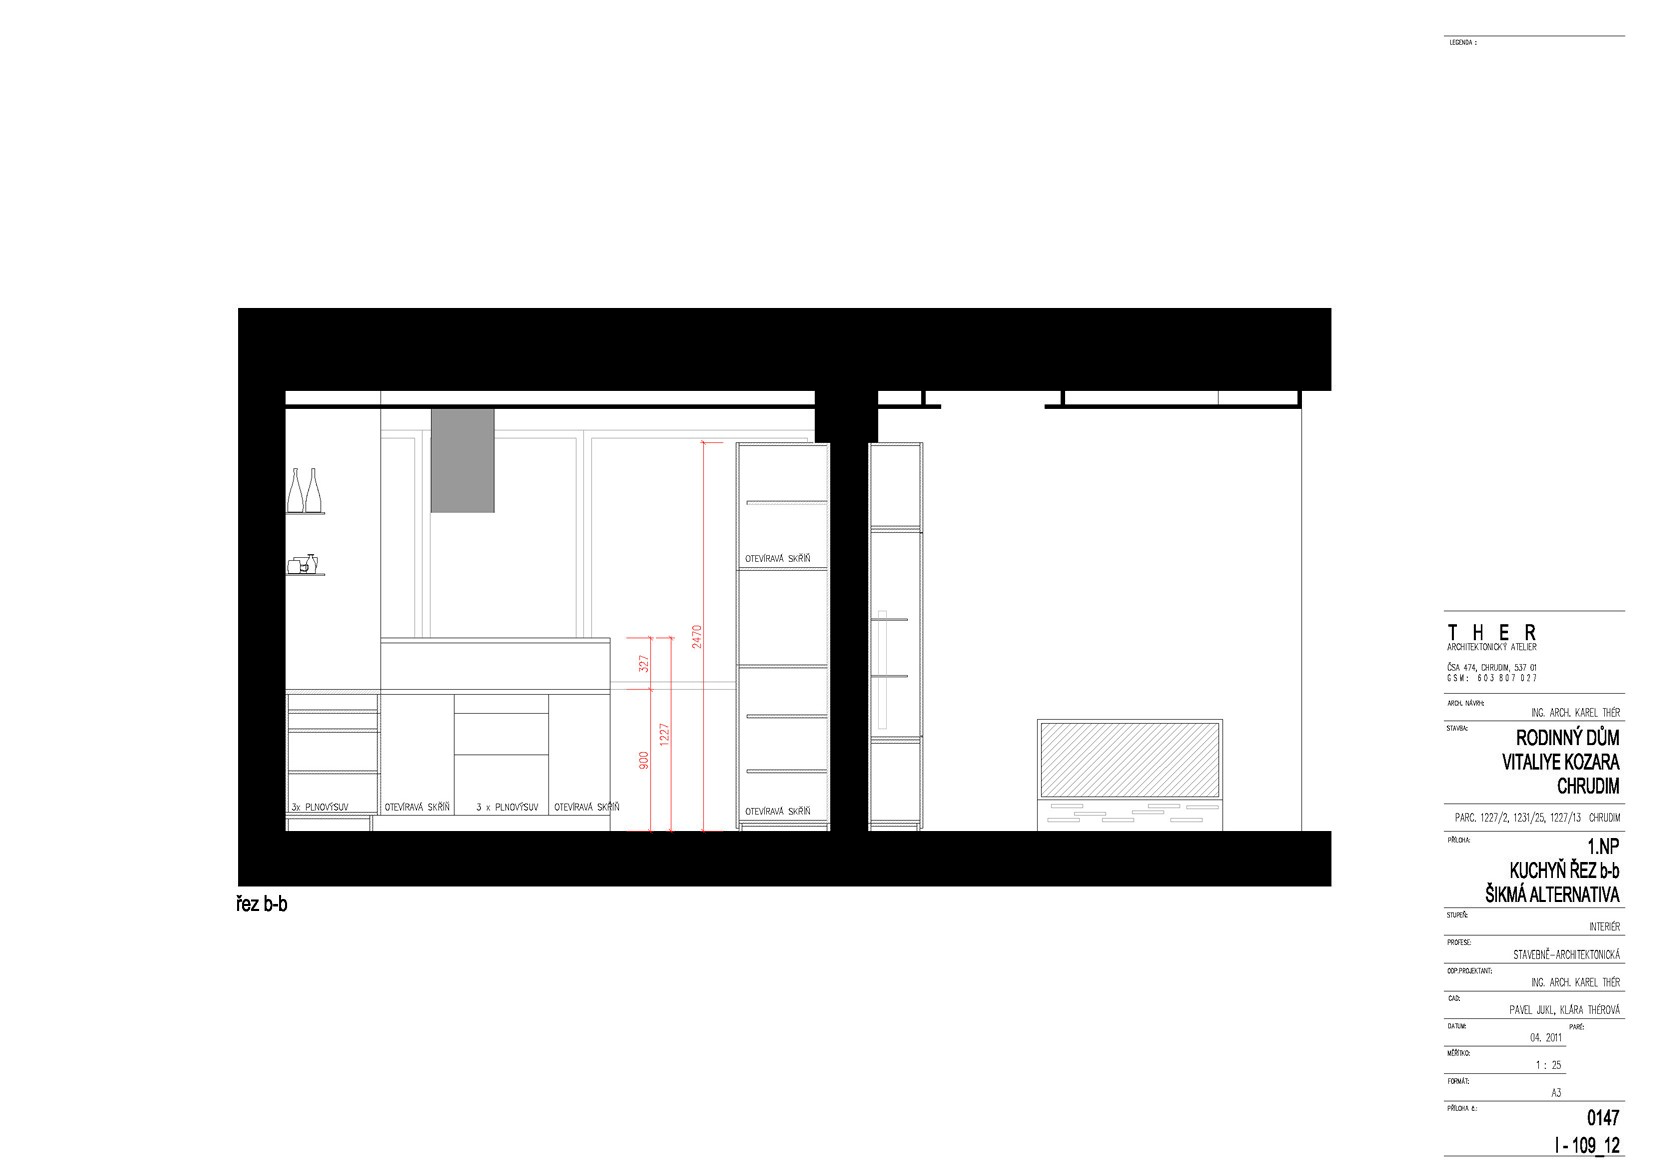 LEGENDA :
OTEVÍRAVÁ SKŘÍŇ
2470
327
1227
900
3x PLNOVÝSUV
OTEVÍRAVÁ SKŘÍŇ
3 x PLNOVÝSUV
OTEVÍRAVÁ SKŘÍŇ
OTEVÍRAVÁ SKŘÍŇ
řez b-b
THER
ARCHITEKTONICKÝ ATELIER
ČSA 474, CHRUDIM, 537 01
GSM: 603 807 027
ARCH. NÁVRH:
ING. ARCH. KAREL THÉR
STAVBA:
RODINNÝ DŮM
VITALIYE KOZARA
CHRUDIM
PARC. 1227/2, 1231/25, 1227/13 CHRUDIM
PŘÍLOHA:
1.NP
KUCHYŇ ŘEZ b-b
ŠIKMÁ ALTERNATIVA
STUPEŇ:
INTERIÉR
PROFESE:
STAVEBNĚ-ARCHITEKTONICKÁ
ODP.PROJEKTANT:
ING. ARCH. KAREL THÉR
CAD:
PAVEL JUKL, KLÁRA THÉROVÁ
DATUM: PARÉ:
04. 2011
MĚŘÍTKO:
1 : 25
FORMÁT:
A3
PŘÍLOHA č.:
0147
I - 109_12